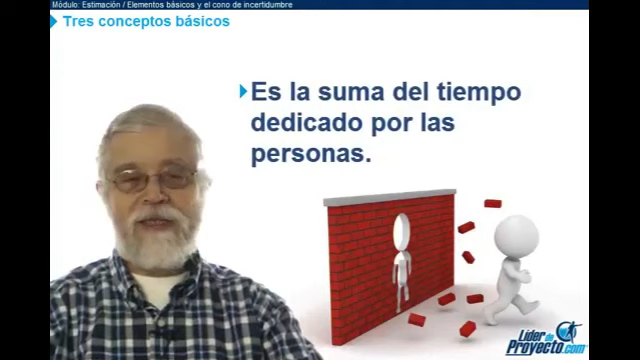 Módulo: Estimación / Elementos básicos y el cono de incertidumbre
Tres conceptos básicos
Es la suma del tiempo
dedicado por las
personas.
Líder de
Proyecto.com